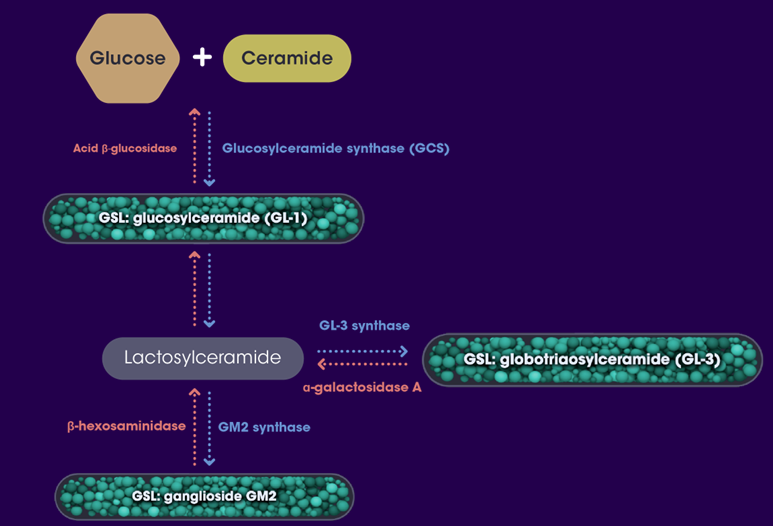 Glucose + Ceramide
Acid β-glucosidase
Glucosylceramide synthase (GCS)
GSL: glucosylceramide (GL-1)
GL-3 synthase
Lactosylceramide
GSL: globotriaosylceramide (GL-3)
α-galactosidase A
β-hexosaminidase
GM2 synthase
GSL: ganglioside GM2